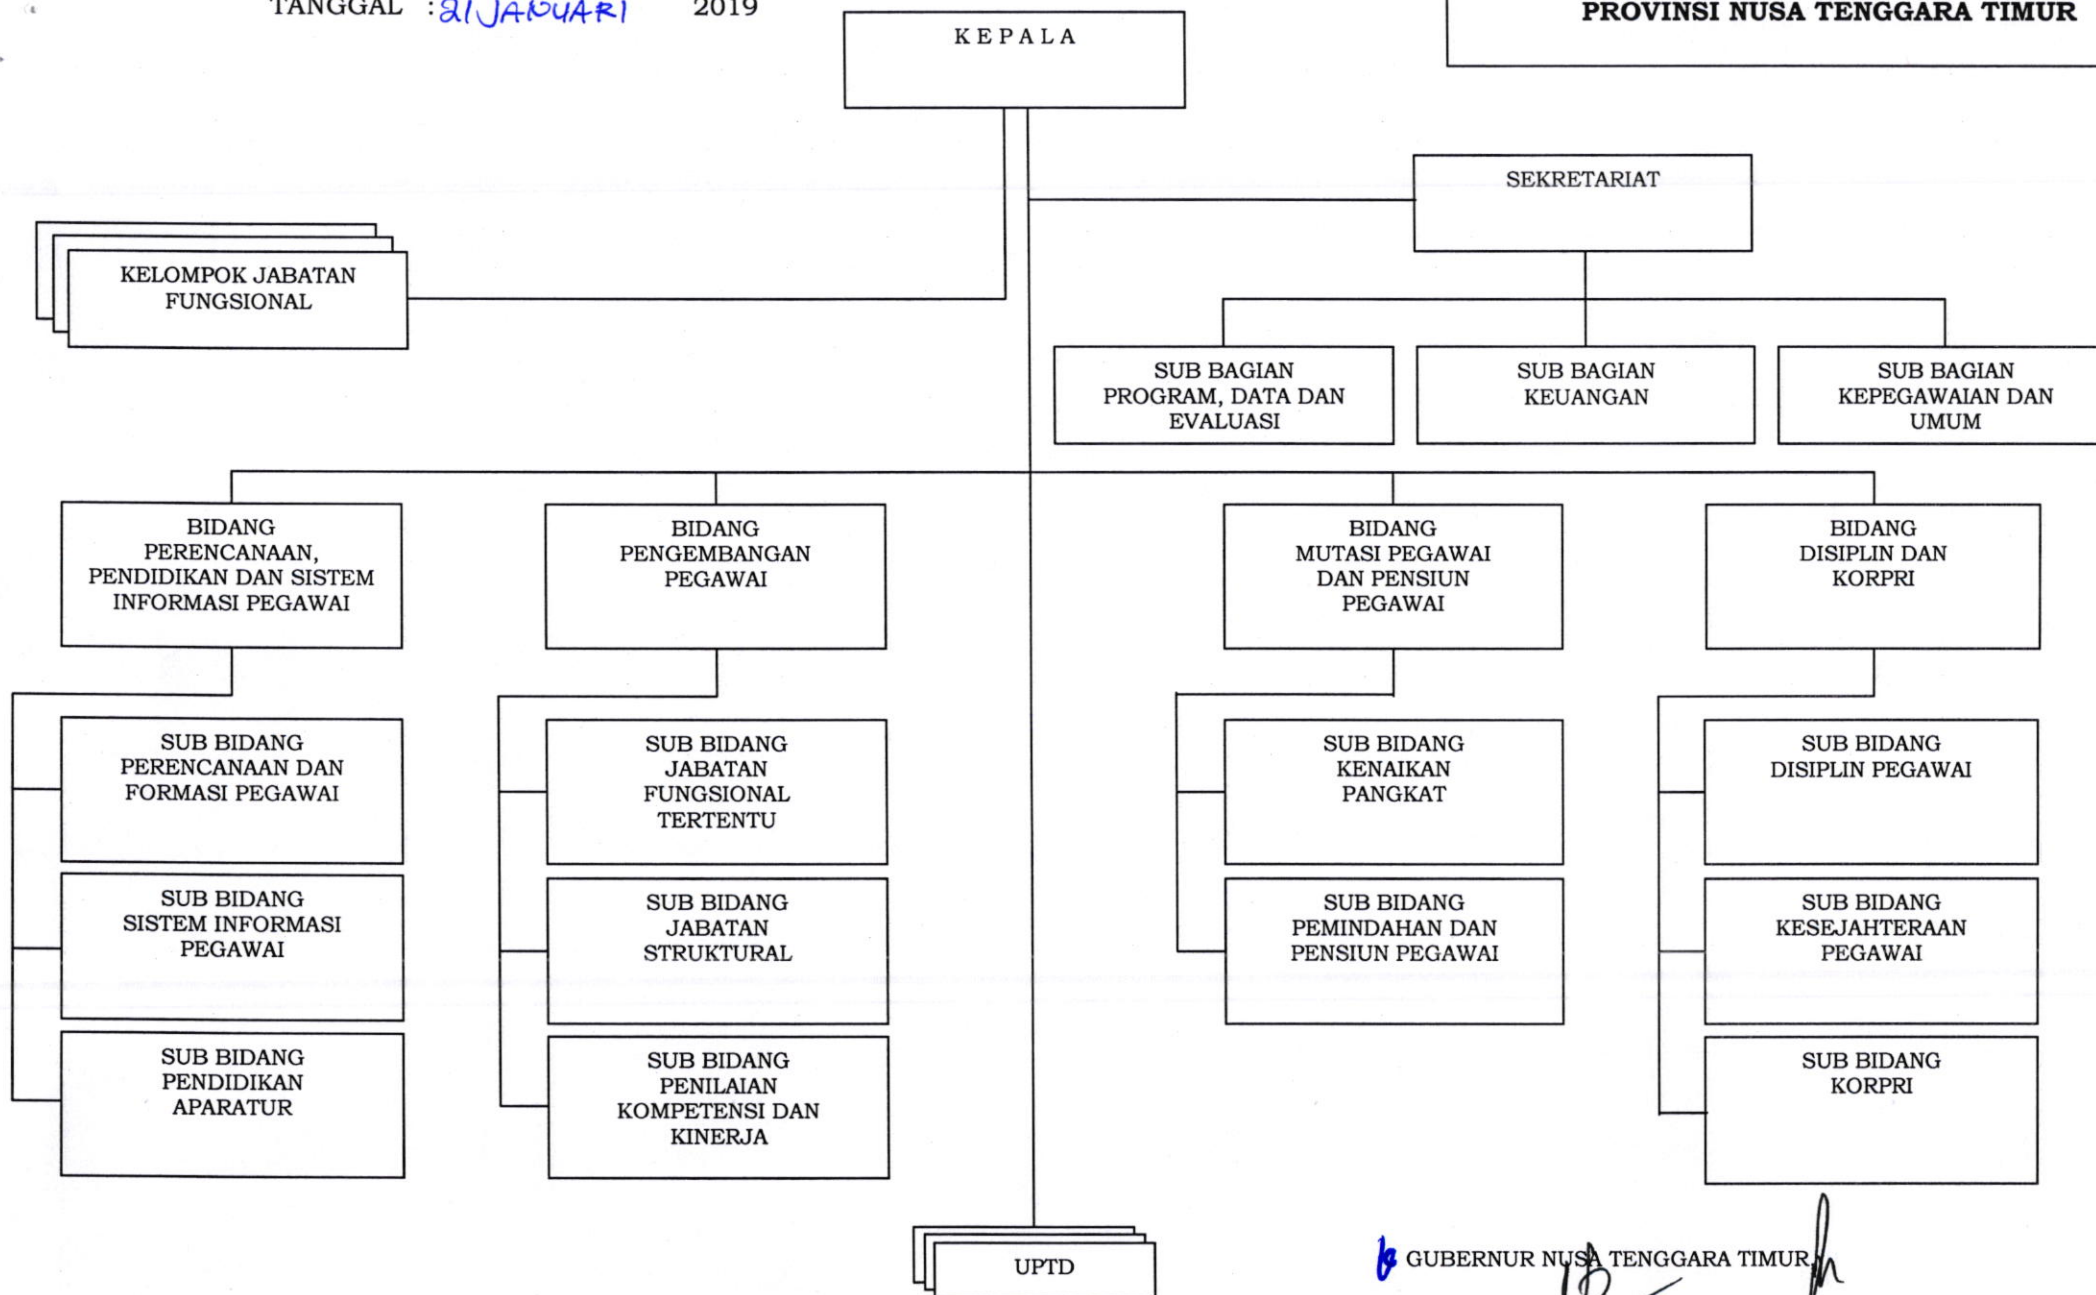 TANGGAL : 21 JANUARI 2019
PROVINSI NUSA TENGGARA TIMUR
K E P A L A
SEKRETARIAT
KELOMPOK JABATAN
FUNGSIONAL
SUB BAGIAN
PROGRAM, DATA DAN
EVALUASI
SUB BAGIAN
KEUANGAN
SUB BAGIAN
KEPEGAWAIAN DAN
UMUM
BIDANG
PERENCANAAN,
PENDIDIKAN DAN SISTEM
INFORMASI PEGAWAI
BIDANG
PENGEMBANGAN
PEGAWAI
BIDANG
MUTASI PEGAWAI
DAN PENSIUN
PEGAWAI
BIDANG
DISIPLIN DAN
KORPRI
SUB BIDANG
PERENCANAAN DAN
FORMASI PEGAWAI
SUB BIDANG
JABATAN
FUNGSIONAL
TERTENTU
SUB BIDANG
KENAIKAN
PANGKAT
SUB BIDANG
DISIPLIN PEGAWAI
SUB BIDANG
SISTEM INFORMASI
PEGAWAI
SUB BIDANG
JABATAN
STRUKTURAL
SUB BIDANG
PEMINDAHAN DAN
PENSIUN PEGAWAI
SUB BIDANG
KESEJAHTERAAN
PEGAWAI
SUB BIDANG
PENDIDIKAN
APARATUR
SUB BIDANG
PENILAIAN
KOMPETENSI DAN
KINERJA
SUB BIDANG
KORPRI
UPTD
GUBERNUR NUSA TENGGARA TIMUR,